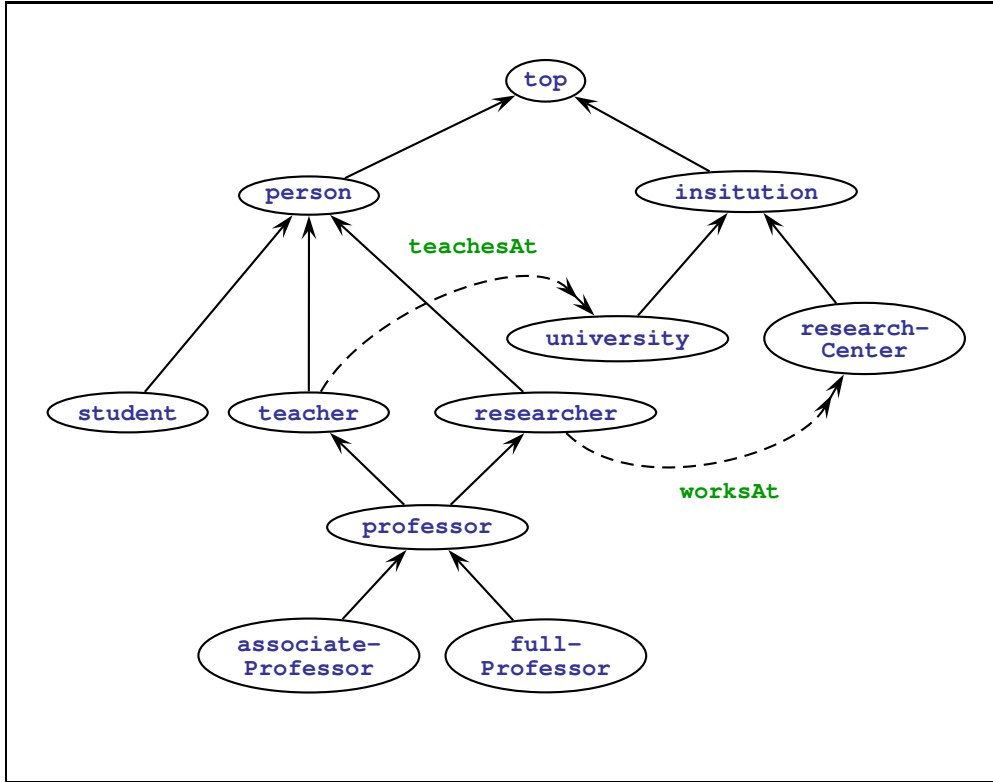 top
person
insitution
teachesAt
university
research-
Center
student
teacher
researcher
worksAt
professor
associate-
Professor
full-
Professor